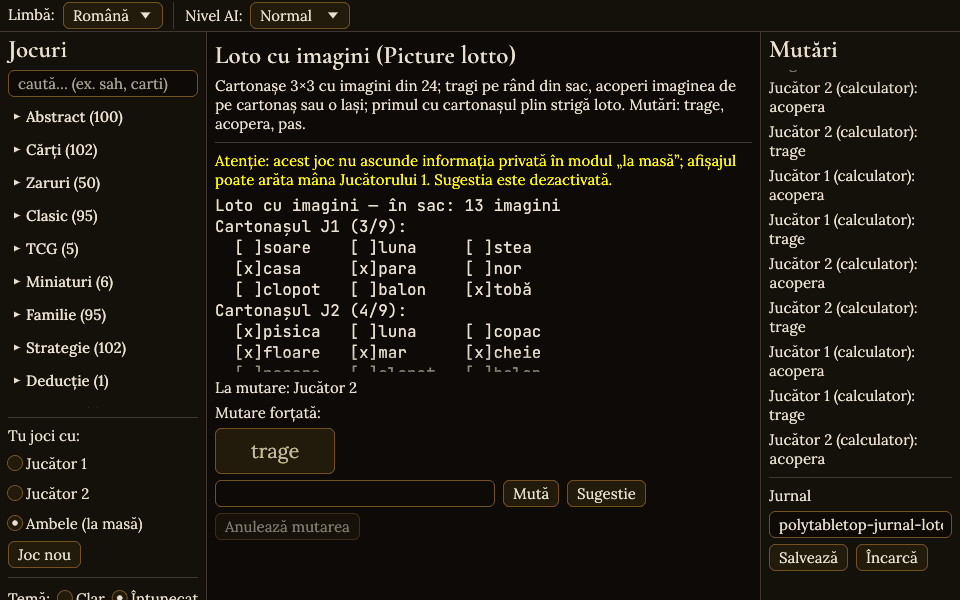 Limbă: Română ▼ Nivel AI: Normal ▼
Jocuri
caută... (ex. sah, carti)
▸ Abstract (100)
▸ Cărți (102)
▸ Zaruri (50)
▸ Clasic (95)
▸ TCG (5)
▸ Miniaturi (6)
▸ Familie (95)
▸ Strategie (102)
▸ Deducție (1)
Tu joci cu:
Jucător 1
Jucător 2
Ambele (la masă)
Joc nou
Temă: Clar Întunecat
Loto cu imagini (Picture lotto)
Cartonașe 3×3 cu imagini din 24; tragi pe rând din sac, acoperi imaginea de
pe cartonaș sau o lași; primul cu cartonașul plin strigă loto. Mutări: trage,
acopera, pas.
Atenție: acest joc nu ascunde informația privată în modul „la masă”; afișajul
poate arăta mâna Jucătorului 1. Sugestia este dezactivată.
Loto cu imagini — în sac: 13 imagini
Cartonașul J1 (3/9):
[ ]soare [ ]luna [ ]stea
[x]casa [x]para [ ]nor
[ ]clopot [ ]balon [x]tobă
Cartonașul J2 (4/9):
[x]pisica [ ]luna [ ]copac
[x]floare [x]mar [x]cheie
La mutare: Jucător 2
Mutare forțată:
trage
Mută Sugestie
Anulează mutarea
Mutări
Jucător 2 (calculator):
acopera
Jucător 2 (calculator):
trage
Jucător 1 (calculator):
acopera
Jucător 1 (calculator):
trage
Jucător 2 (calculator):
acopera
Jucător 2 (calculator):
trage
Jucător 1 (calculator):
acopera
Jucător 1 (calculator):
trage
Jucător 2 (calculator):
acopera
Jurnal
polytabletop-jurnal-loto
Salvează Încarcă